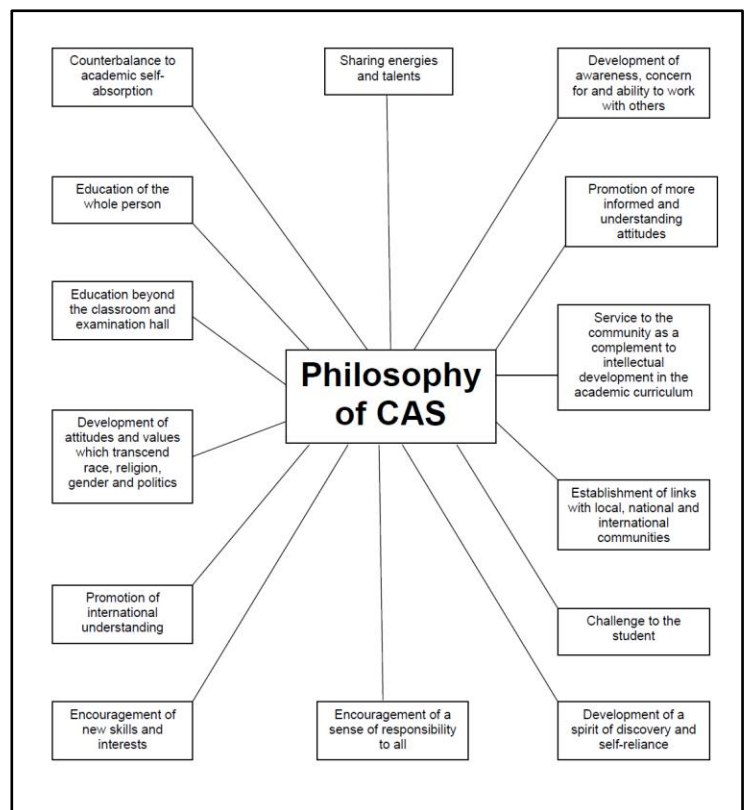 Counterbalance to
academic self-
absorption
Sharing energies
and talents
Development of
awareness, concern
for and ability to work
with others
Education of the
whole person
Promotion of more
informed and
understanding
attitudes
Education beyond
the classroom and
examination hall
Service to the
community as a
complement to
intellectual
development in the
academic curriculum
Philosophy
of CAS
Development of
attitudes and values
which transcend
race, religion,
gender and politics
Establishment of links
with local, national and
international
communities
Promotion of
international
understanding
Challenge to the
student
Encouragement of
new skills and
interests
Encouragement of a
sense of responsibility
to all
Development of a
spirit of discovery and
self-reliance